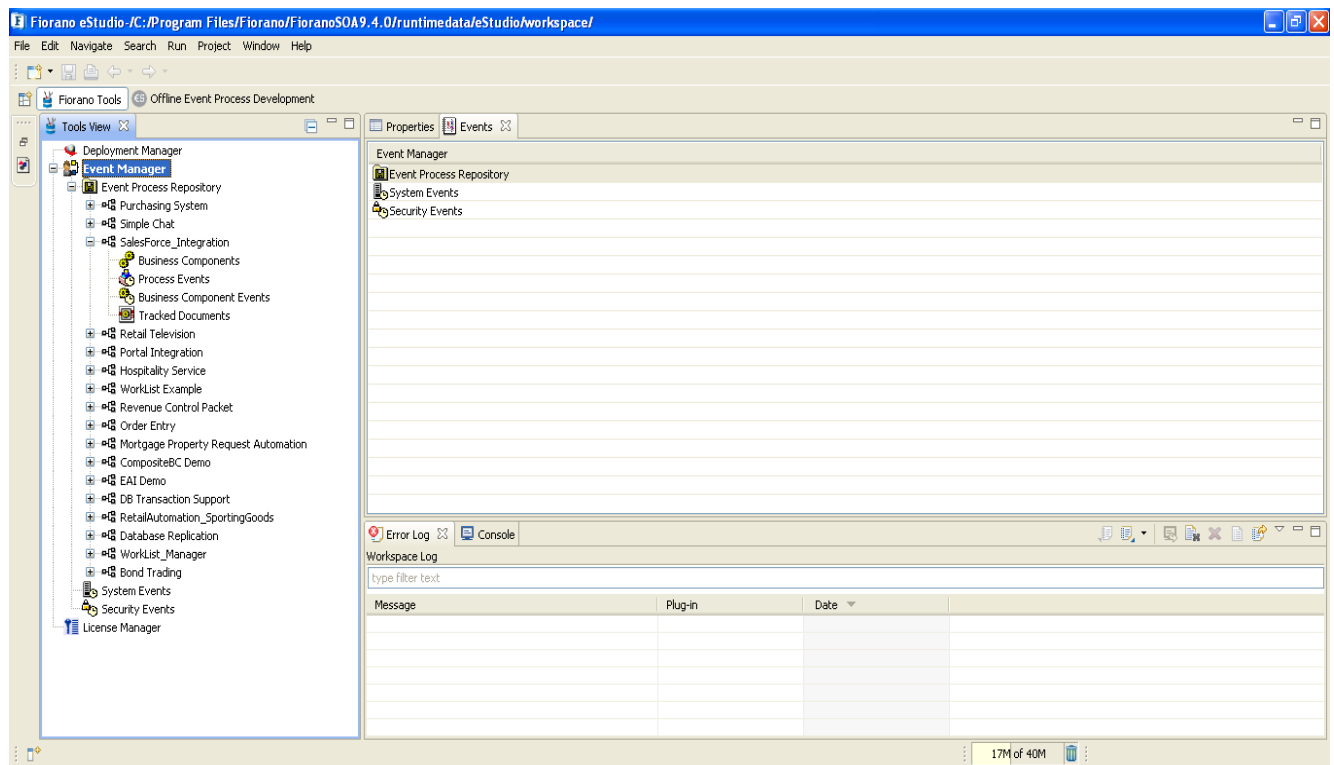 Fiorano eStudio-/C:/Program Files/Fiorano/FioranoSOA9.4.0/runtimedata/eStudio/workspace/
File Edit Navigate Search Run Project Window Help
Fiorano Tools Offline Event Process Development
Tools View
Deployment Manager
Event Manager
Event Process Repository
Purchasing System
Simple Chat
SalesForce_Integration
Business Components
Process Events
Business Component Events
Tracked Documents
Retail Television
Portal Integration
Hospitality Service
WorkList Example
Revenue Control Packet
Order Entry
Mortgage Property Request Automation
CompositeBC Demo
EAI Demo
DB Transaction Support
RetailAutomation_SportingGoods
Database Replication
WorkList_Manager
Bond Trading
System Events
Security Events
License Manager
Properties Events
Event Manager
Event Process Repository
System Events
Security Events
Error Log Console
Workspace Log
type filter text
Message Plug-in Date
17M of 40M